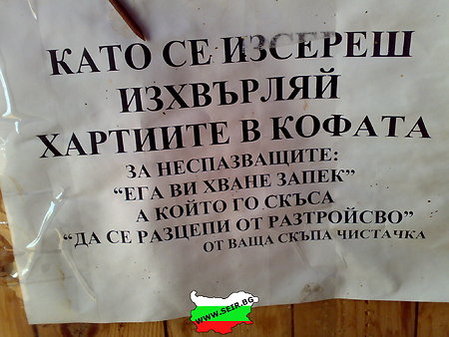 КАТО СЕ ИЗСЕРЕШ
ИЗХВЪРЛЯЙ
ХАРТИИТЕ В КОФАТА
ЗА НЕСПАЗВАЩИТЕ:
“ЕГА ВИ ХВАНЕ ЗАПЕК”
А КОЙТО ГО СКЪСА
“ДА СЕ РАЗЦЕПИ ОТ РАЗТРОЙСВО”
ОТ ВАША СКЪПА ЧИСТАЧКА
WWW.SEIR.BG